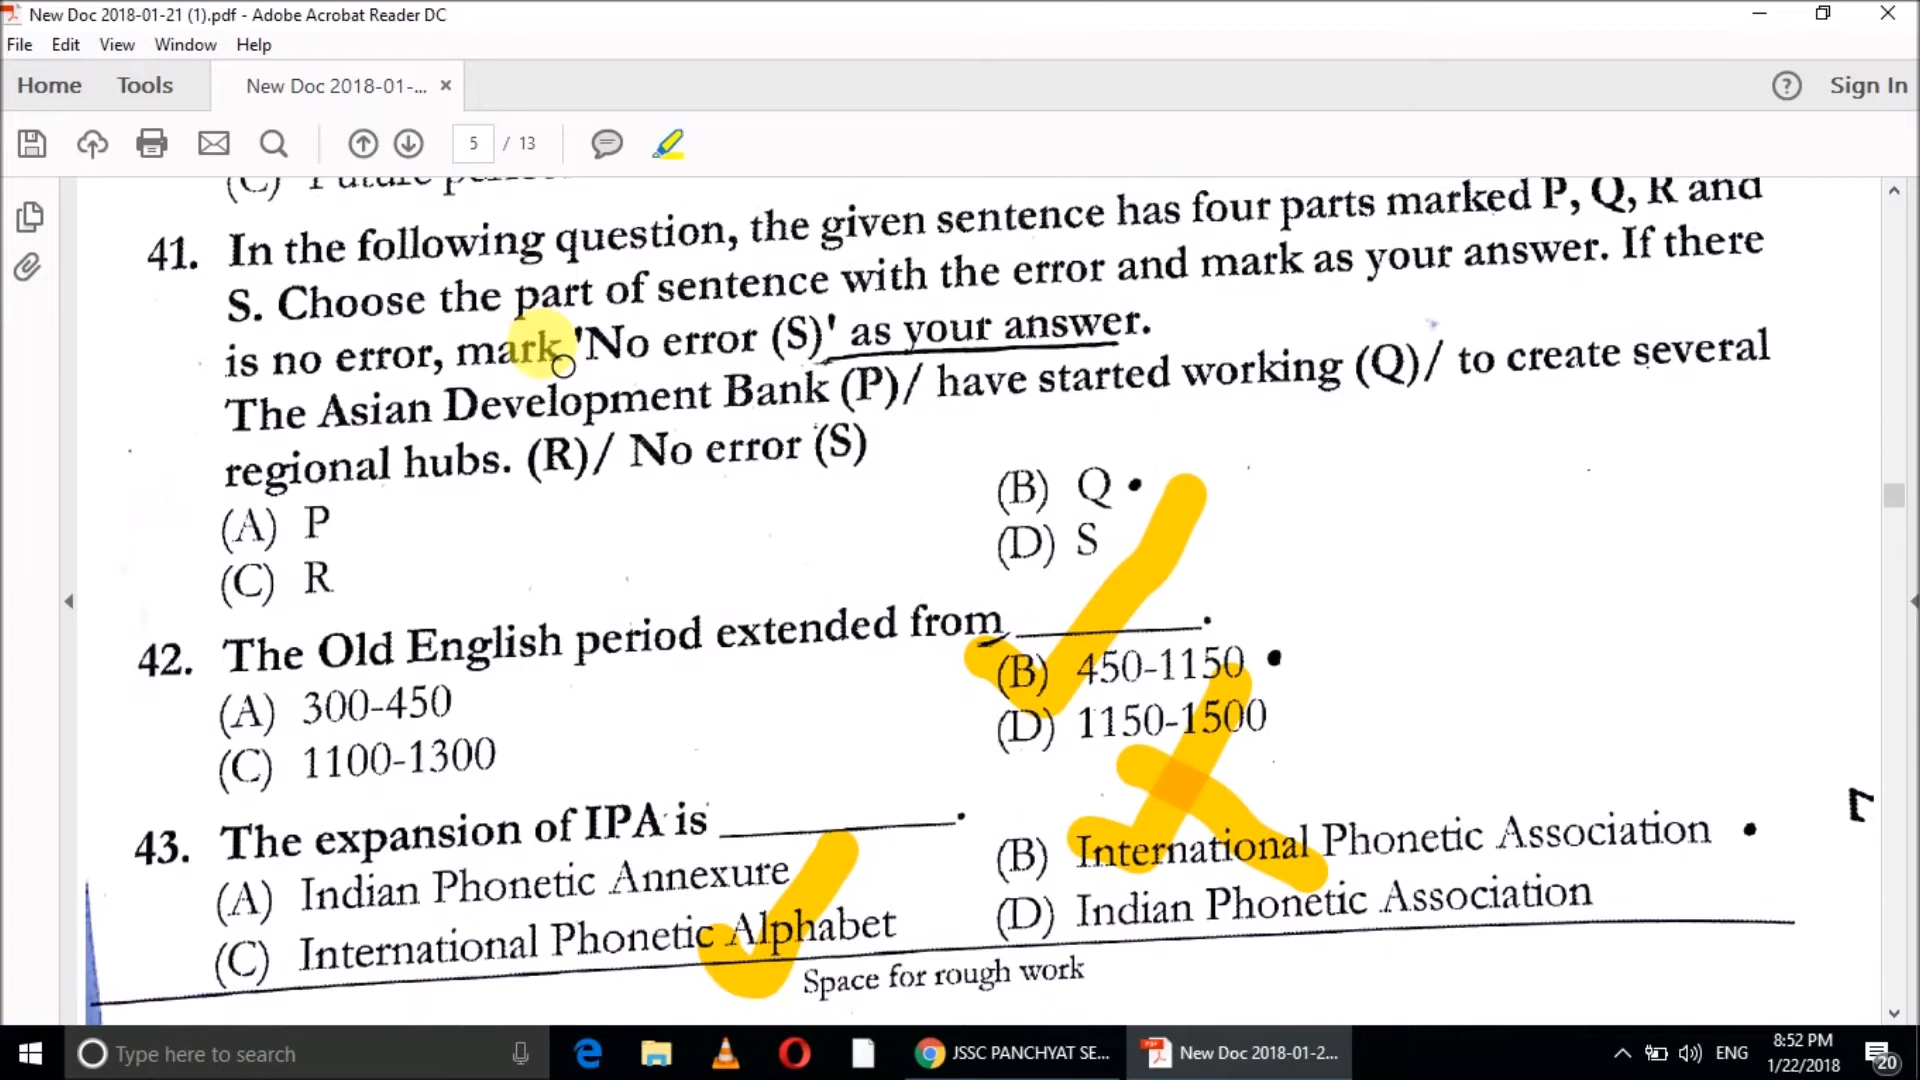 New Doc 2018-01-21 (1).pdf - Adobe Acrobat Reader DC
File Edit View Window Help
Home Tools New Doc 2018-01-... × Sign In
5 / 13
(C) Future
41. In the following question, the given sentence has four parts marked P, Q, R and
S. Choose the part of sentence with the error and mark as your answer. If there
is no error, mark 'No error (S)' as your answer.
The Asian Development Bank (P)/ have started working (Q)/ to create several
regional hubs. (R)/ No error (S)
(A) P (B) Q •
(C) R (D) S
42. The Old English period extended from __________.
(A) 300-450 (B) 450-1150 •
(C) 1100-1300 (D) 1150-1500
43. The expansion of IPA is __________.
(A) Indian Phonetic Annexure (B) International Phonetic Association •
(C) International Phonetic Alphabet (D) Indian Phonetic Association
Space for rough work
Type here to search JSSC PANCHYAT SE... New Doc 2018-01-2... ENG 8:52 PM
1/22/2018 20